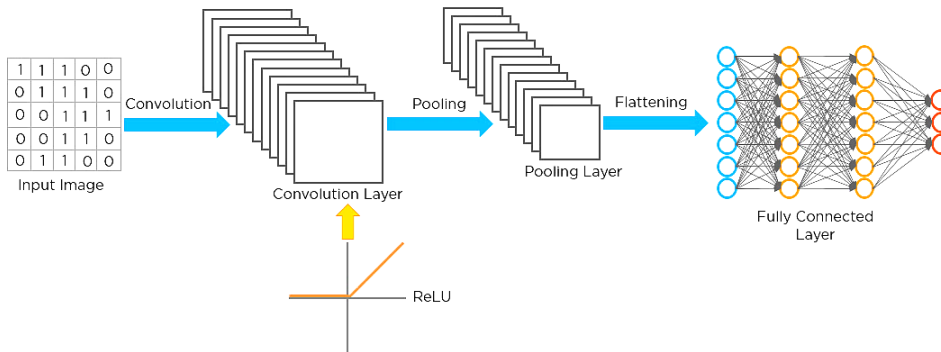 1 1 1 0 0
0 1 1 1 0
0 0 1 1 1
0 0 1 1 0
0 1 1 0 0
Input Image
Convolution
Convolution Layer
Pooling
Pooling Layer
Flattening
Fully Connected
Layer
ReLU